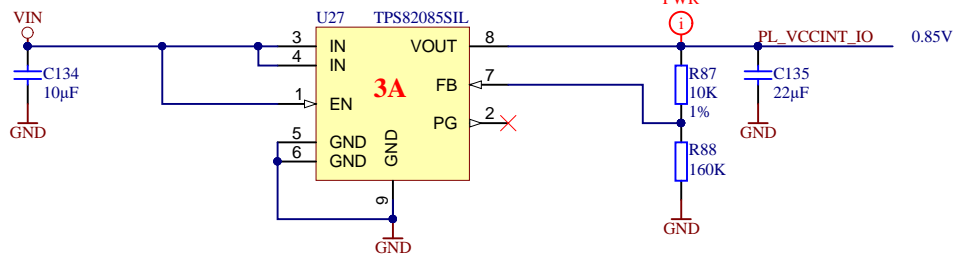 PWR
VIN
U27 TPS82085SIL
i
PL_VCCINT_IO 0.85V
3 IN VOUT 8
4 IN
C134
10µF
GND
3A
7 FB
R87
10K
1%
C135
22µF
GND
1 EN
2 PG
5 GND
6 GND
GND
9
R88
160K
GND
GND